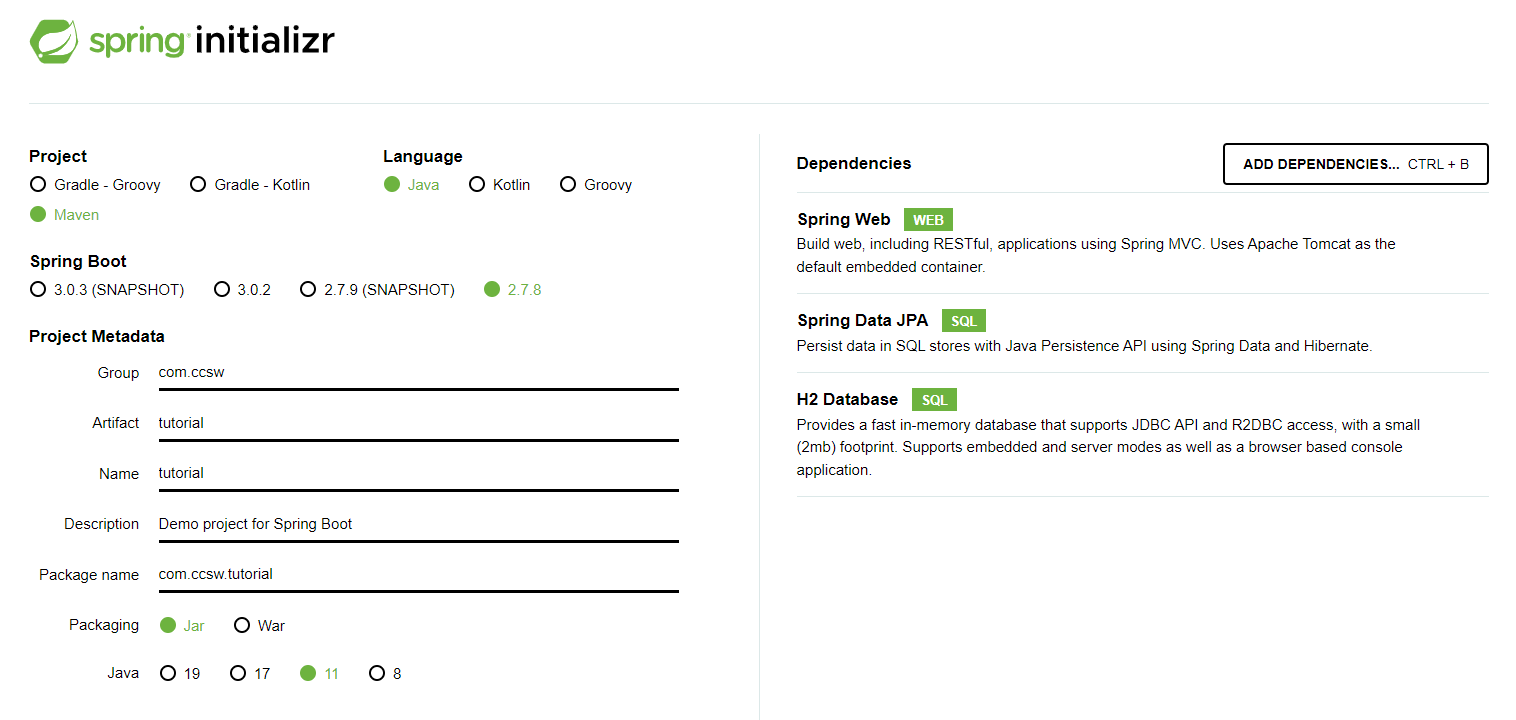 spring initializr
Project
Gradle - Groovy Gradle - Kotlin
Maven
Language
Java Kotlin Groovy
Spring Boot
3.0.3 (SNAPSHOT) 3.0.2 2.7.9 (SNAPSHOT) 2.7.8
Project Metadata
Group com.ccsw
Artifact tutorial
Name tutorial
Description Demo project for Spring Boot
Package name com.ccsw.tutorial
Packaging Jar War
Java 19 17 11 8
Dependencies
ADD DEPENDENCIES... CTRL + B
Spring Web WEB
Build web, including RESTful, applications using Spring MVC. Uses Apache Tomcat as the
default embedded container.
Spring Data JPA SQL
Persist data in SQL stores with Java Persistence API using Spring Data and Hibernate.
H2 Database SQL
Provides a fast in-memory database that supports JDBC API and R2DBC access, with a small
(2mb) footprint. Supports embedded and server modes as well as a browser based console
application.